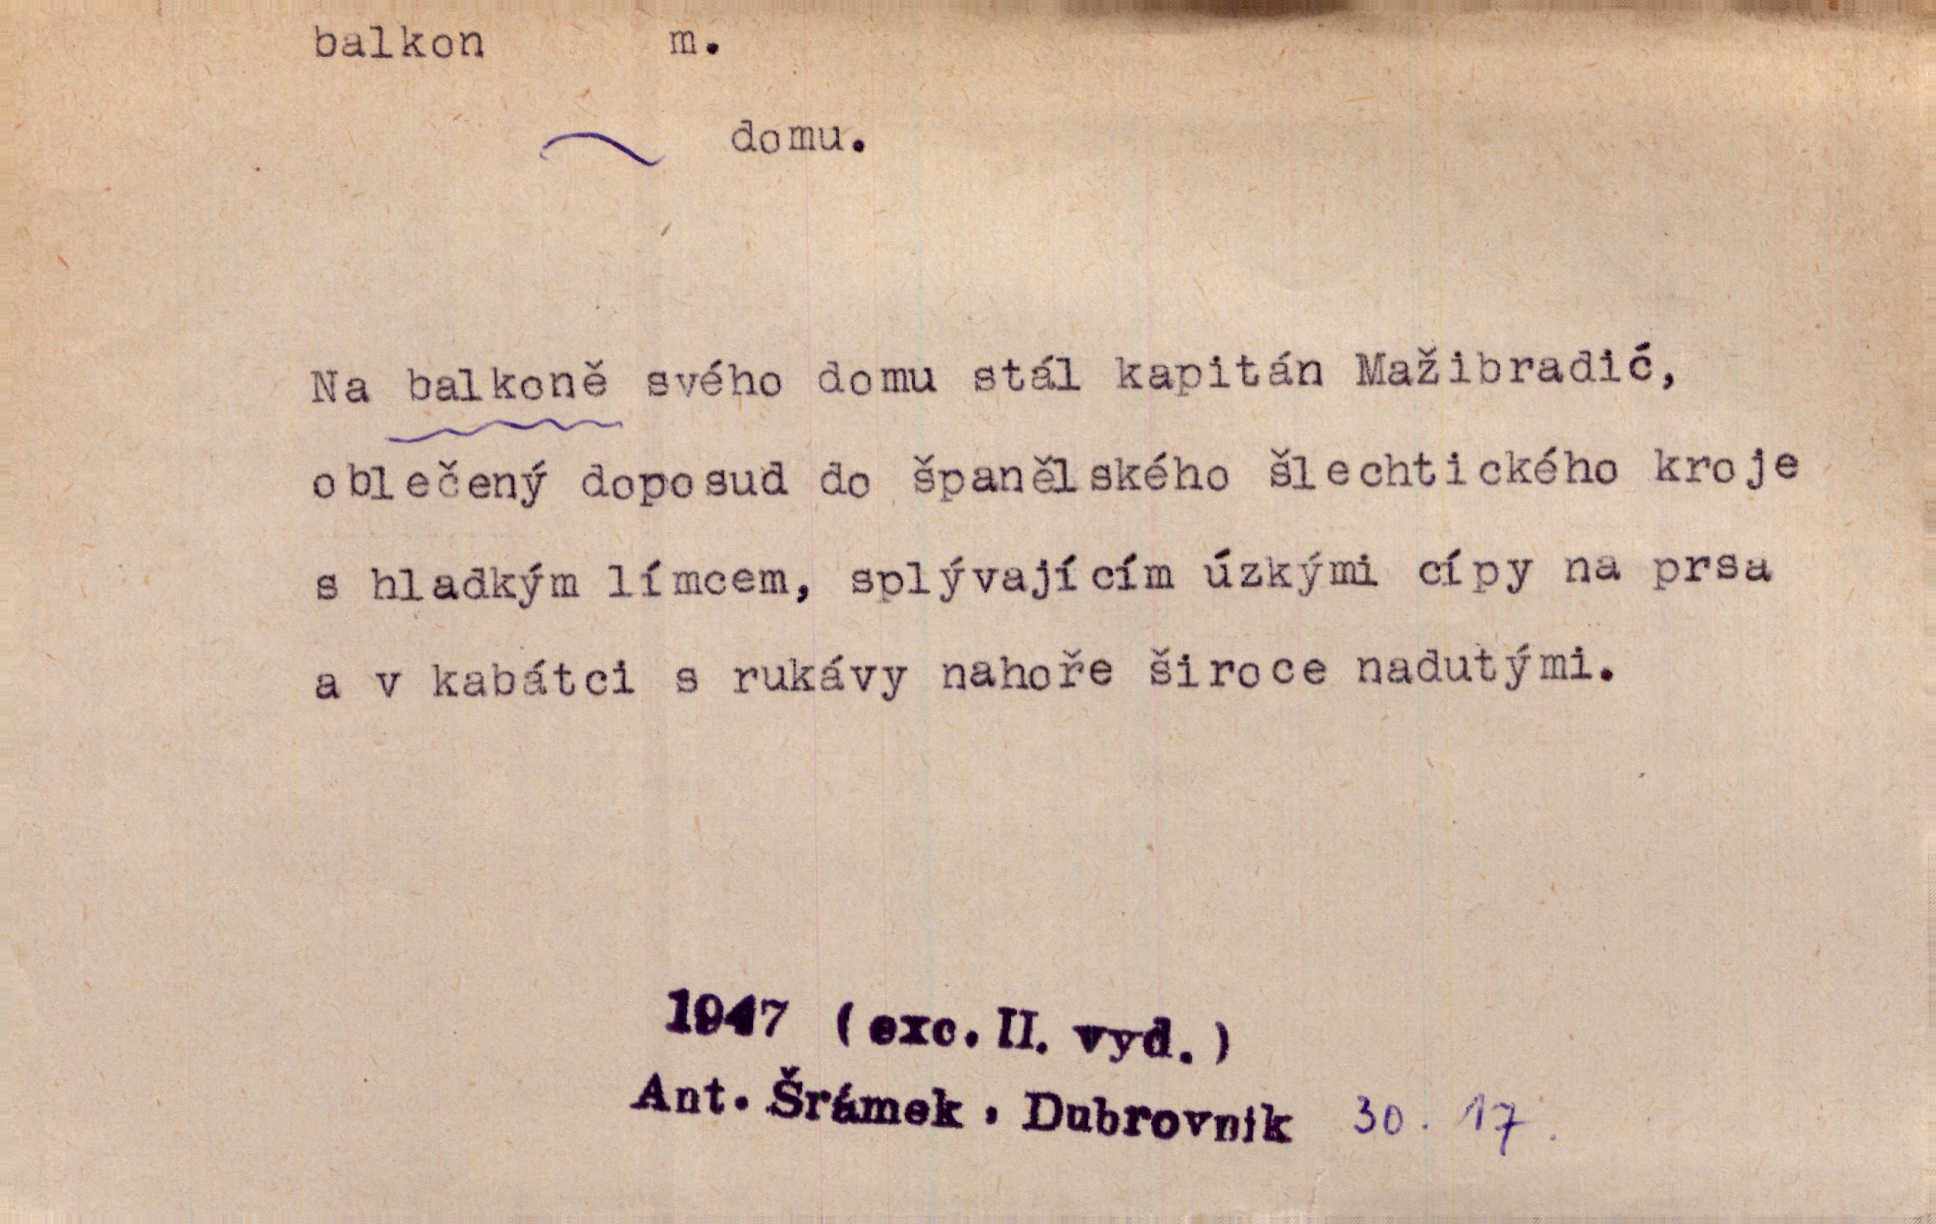 balkon m.
~ domu.
Na balkoně svého domu stál kapitán Mažibradić,
oblečený doposud do španělského šlechtického kroje
s hladkým límcem, splývajícím úzkými cípy na prsa
a v kabátci s rukávy nahoře široce nadutými.
1947 (exc. II. vyd.)
Ant. Šrámek, Dubrovnik 30. 17.